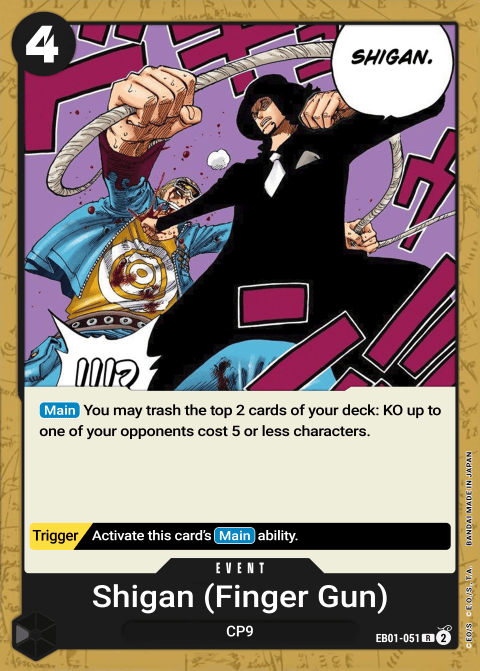 4
SHIGAN.
!!!?
Main You may trash the top 2 cards of your deck: KO up to
one of your opponents cost 5 or less characters.
Trigger Activate this card's Main ability.
EVENT
Shigan (Finger Gun)
CP9
EB01-051 R 2
BANDAI MADE IN JAPAN